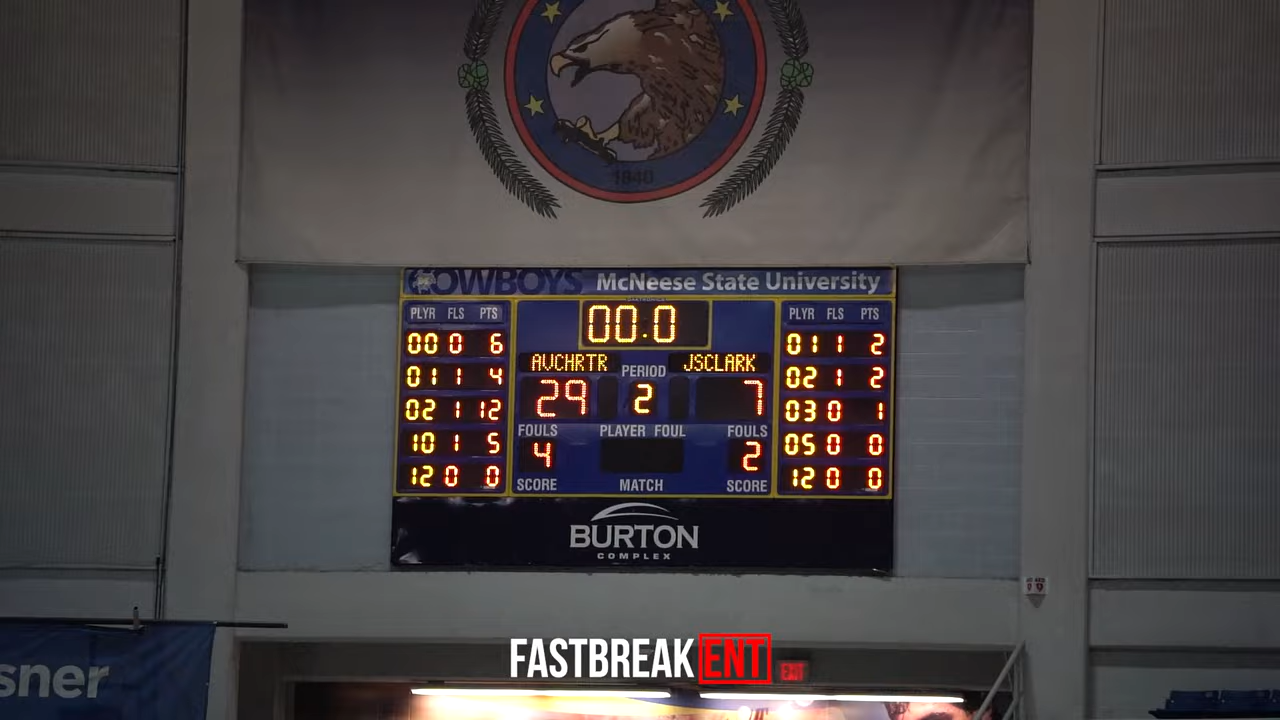 1840
COWBOYS McNeese State University
PLYR FLS PTS
00 0 6
01 1 4
02 1 12
10 1 5
12 0 0
00.0
AVCHRTR PERIOD JSCLARK
29 2 7
FOULS PLAYER FOUL FOULS
4 2
SCORE MATCH SCORE
PLYR FLS PTS
01 1 2
02 1 2
03 0 1
05 0 0
12 0 0
BURTON
COMPLEX
sner
FASTBREAK ENT
EXIT